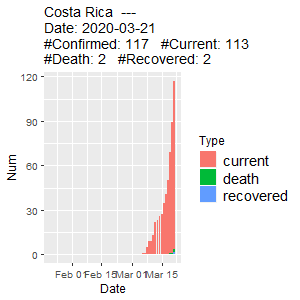 Costa Rica  ---
Date: 2020-03-21
#Confirmed: 117   #Current: 113
#Death: 2   #Recovered: 2
120
90
60
30
0
Num
Feb 01 Feb 15 Mar 01 Mar 15
Date
Type
current
death
recovered